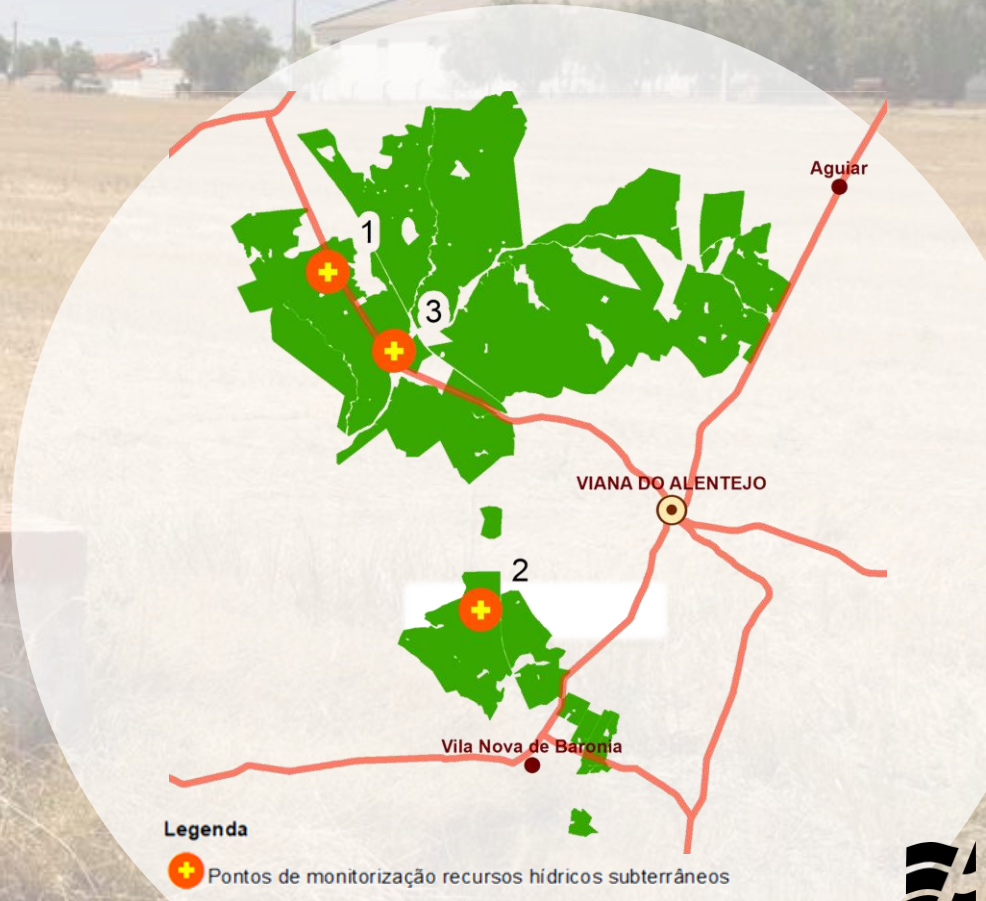 Aguiar
1
3
VIANA DO ALENTEJO
2
Vila Nova de Baronia
Legenda
Pontos de monitorização recursos hídricos subterrâneos